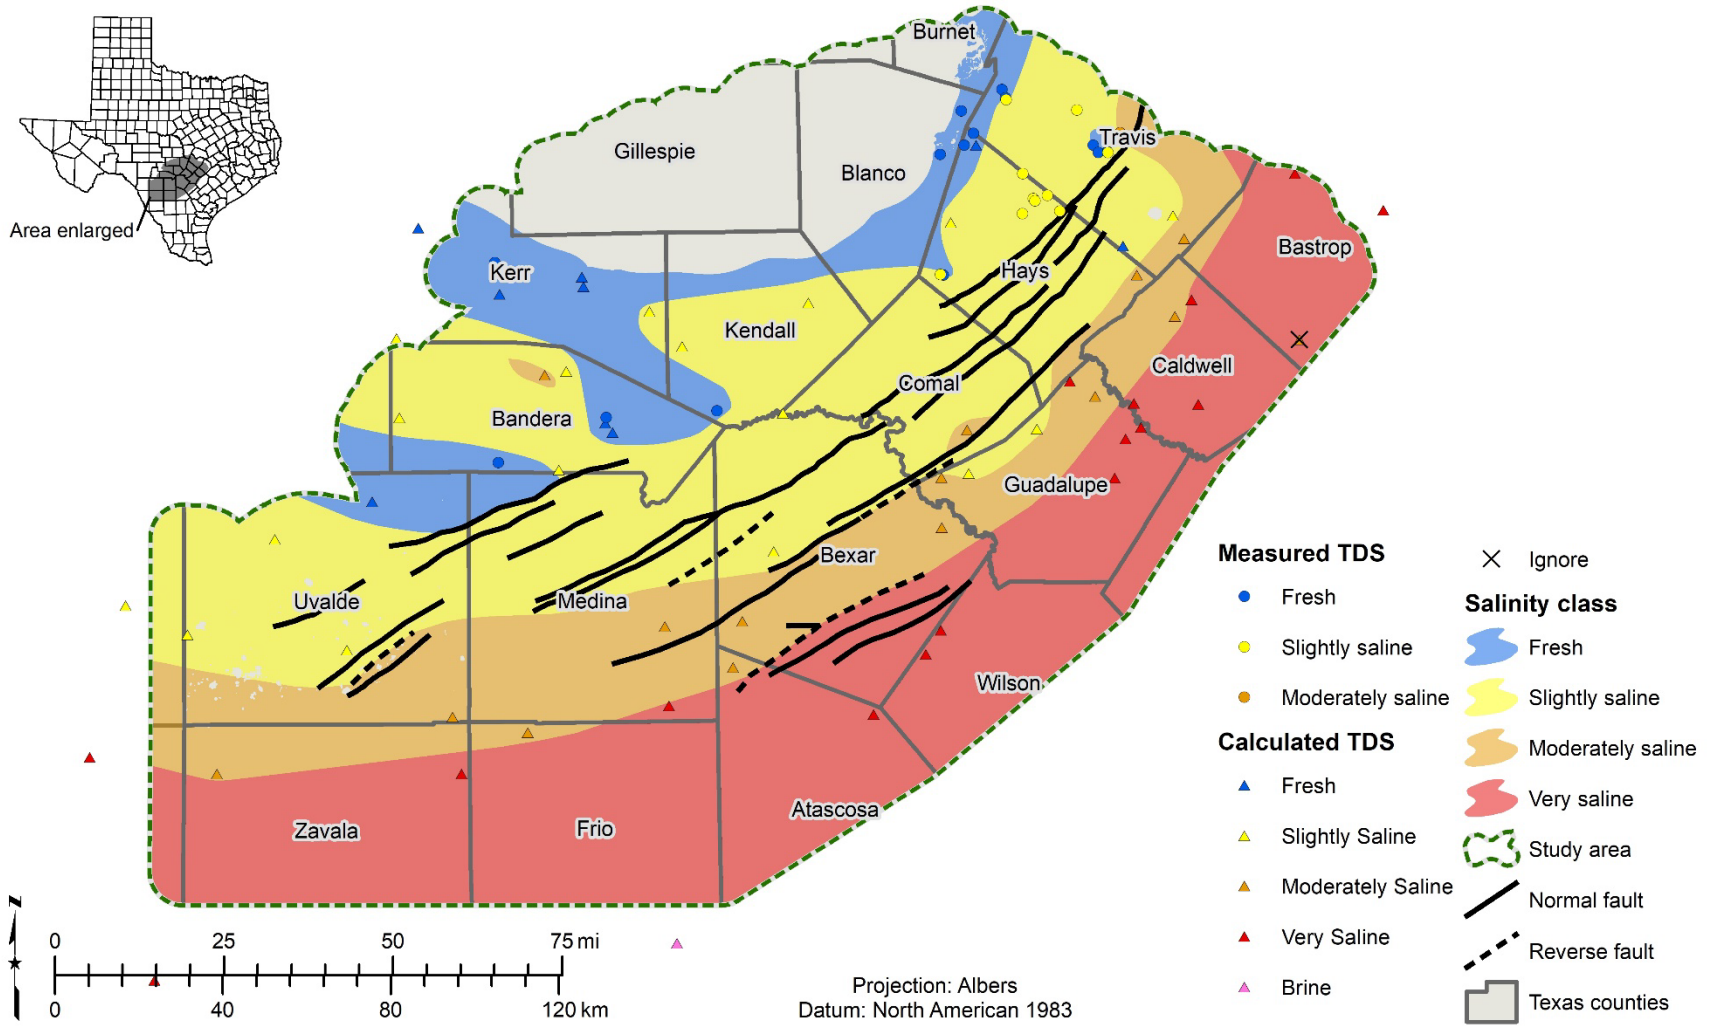 Area enlarged
Burnet
Travis
Gillespie
Blanco
Bastrop
Kerr
Hays
Kendall
Caldwell
Comal
Bandera
Guadalupe
Bexar
Uvalde
Medina
Wilson
Zavala
Frio
Atascosa
Measured TDS
Fresh
Slightly saline
Moderately saline
Calculated TDS
Fresh
Slightly Saline
Moderately Saline
Very Saline
Brine
Ignore
Salinity class
Fresh
Slightly saline
Moderately saline
Very saline
Study area
Normal fault
Reverse fault
Texas counties
N
0 25 50 75 mi
0 40 80 120 km
Projection: Albers
Datum: North American 1983